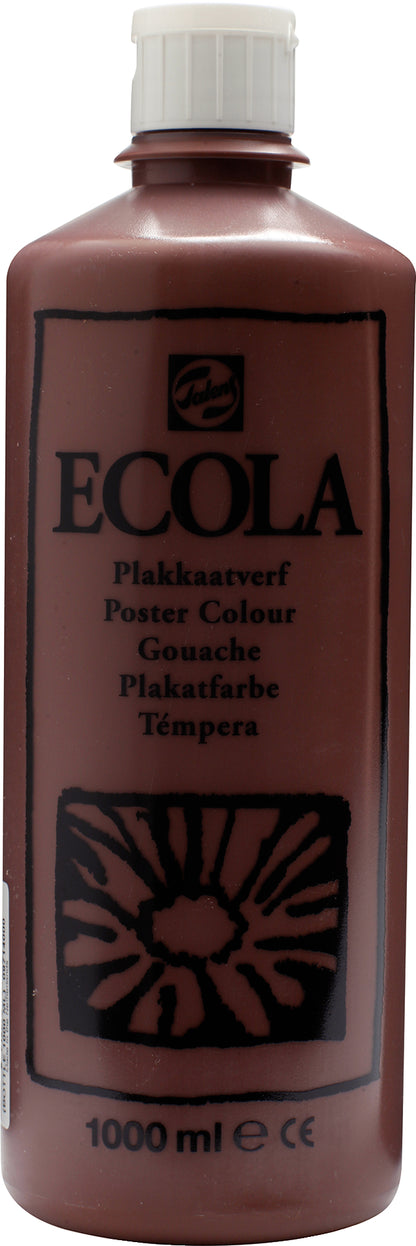 Talens
ECOLA
Plakkaatverf
Poster Colour
Gouache
Plakatfarbe
Témpera
1000 ml ℮ CE